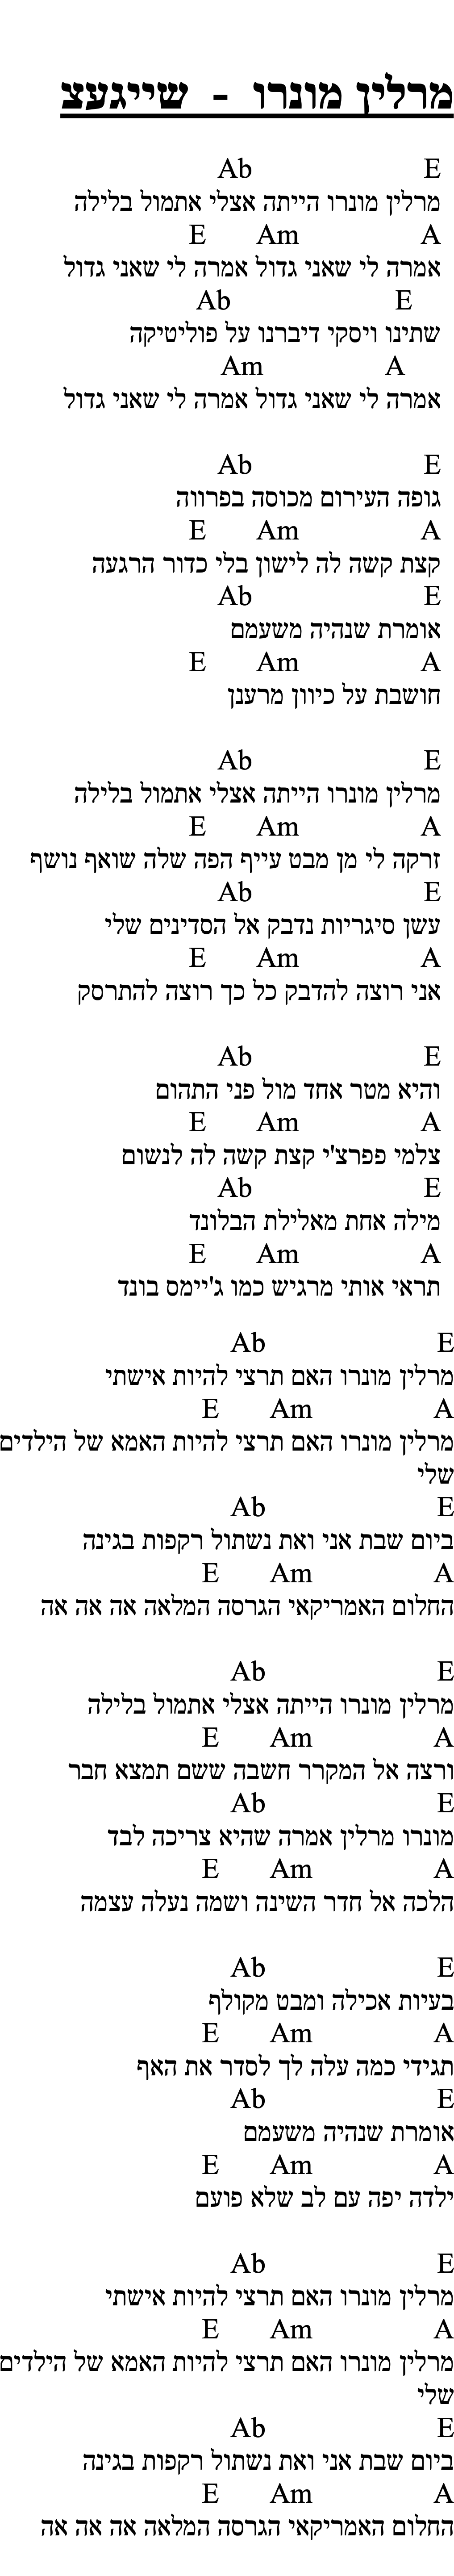 מרלין מונרו - שייגעצ
E Ab
מרלין מונרו הייתה אצלי אתמול בלילה
A Am E
אמרה לי שאני גדול אמרה לי שאני גדול
E Ab
שתינו ויסקי דיברנו על פוליטיקה
A Am
אמרה לי שאני גדול אמרה לי שאני גדול
E Ab
גופה העירום מכוסה בפרווה
A Am E
קצת קשה לה לישון בלי כדור הרגעה
E Ab
אומרת שנהיה משעמם
A Am E
חושבת על כיוון מרענן
E Ab
מרלין מונרו הייתה אצלי אתמול בלילה
A Am E
זרקה לי מן מבט עייף הפה שלה שואף נושף
E Ab
עשן סיגריות נדבק אל הסדינים שלי
A Am E
אני רוצה להדבק כל כך רוצה להתרסק
E Ab
והיא מטר אחד מול פני התהום
A Am E
צלמי פפרצ'י קצת קשה לה לנשום
E Ab
מילה אחת מאלילת הבלונד
A Am E
תראי אותי מרגיש כמו ג'יימס בונד
E Ab
מרלין מונרו האם תרצי להיות אישתי
A Am E
מרלין מונרו האם תרצי להיות האמא של הילדים
שלי
E Ab
ביום שבת אני ואת נשתול רקפות בגינה
A Am E
החלום האמריקאי הגרסה המלאה אה אה אה
E Ab
מרלין מונרו הייתה אצלי אתמול בלילה
A Am E
ורצה אל המקרר חשבה ששם תמצא חבר
E Ab
מונרו מרלין אמרה שהיא צריכה לבד
A Am E
הלכה אל חדר השינה ושמה נעלה עצמה
E Ab
בעיות אכילה ומבט מקולף
A Am E
תגידי כמה עלה לך לסדר את האף
E Ab
אומרת שנהיה משעמם
A Am E
ילדה יפה עם לב שלא פועם
E Ab
מרלין מונרו האם תרצי להיות אישתי
A Am E
מרלין מונרו האם תרצי להיות האמא של הילדים
שלי
E Ab
ביום שבת אני ואת נשתול רקפות בגינה
A Am E
החלום האמריקאי הגרסה המלאה אה אה אה